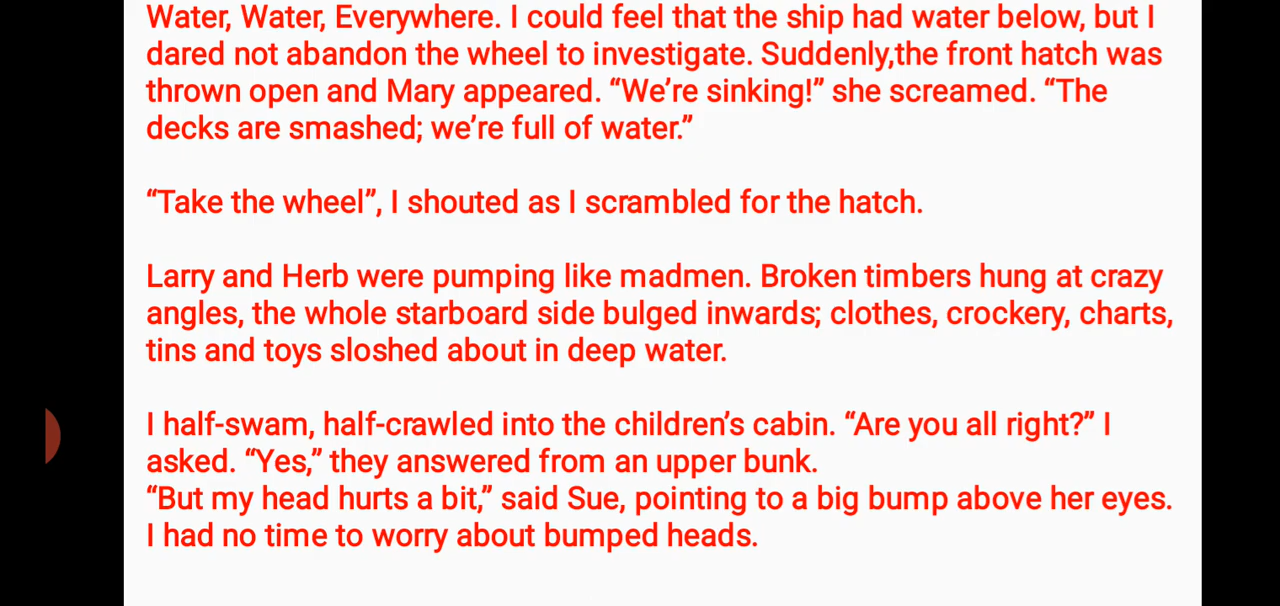 Water, Water, Everywhere. I could feel that the ship had water below, but I
dared not abandon the wheel to investigate. Suddenly,the front hatch was
thrown open and Mary appeared. “We’re sinking!” she screamed. “The
decks are smashed; we’re full of water.”
“Take the wheel”, I shouted as I scrambled for the hatch.
Larry and Herb were pumping like madmen. Broken timbers hung at crazy
angles, the whole starboard side bulged inwards; clothes, crockery, charts,
tins and toys sloshed about in deep water.
I half-swam, half-crawled into the children’s cabin. “Are you all right?” I
asked. “Yes,” they answered from an upper bunk.
“But my head hurts a bit,” said Sue, pointing to a big bump above her eyes.
I had no time to worry about bumped heads.